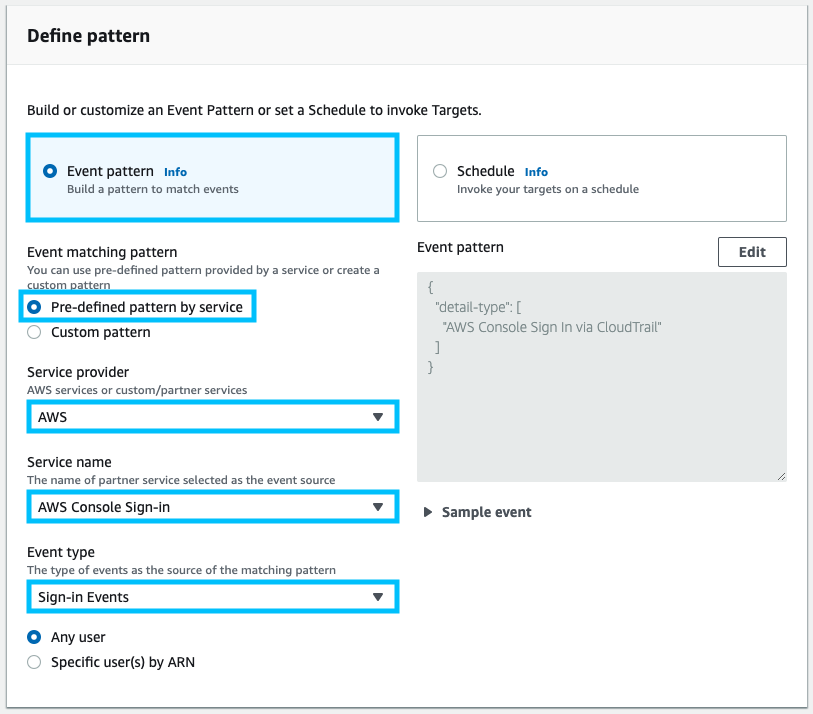 Define pattern
Build or customize an Event Pattern or set a Schedule to invoke Targets.
Event pattern Info
Build a pattern to match events
Schedule Info
Invoke your targets on a schedule
Event matching pattern
You can use pre-defined pattern provided by a service or create a
custom pattern
Pre-defined pattern by service
Custom pattern
Service provider
AWS services or custom/partner services
AWS
Service name
The name of partner service selected as the event source
AWS Console Sign-in
Event type
The type of events as the source of the matching pattern
Sign-in Events
Any user
Specific user(s) by ARN
Event pattern
Edit
{
"detail-type": [
"AWS Console Sign In via CloudTrail"
]
}
Sample event